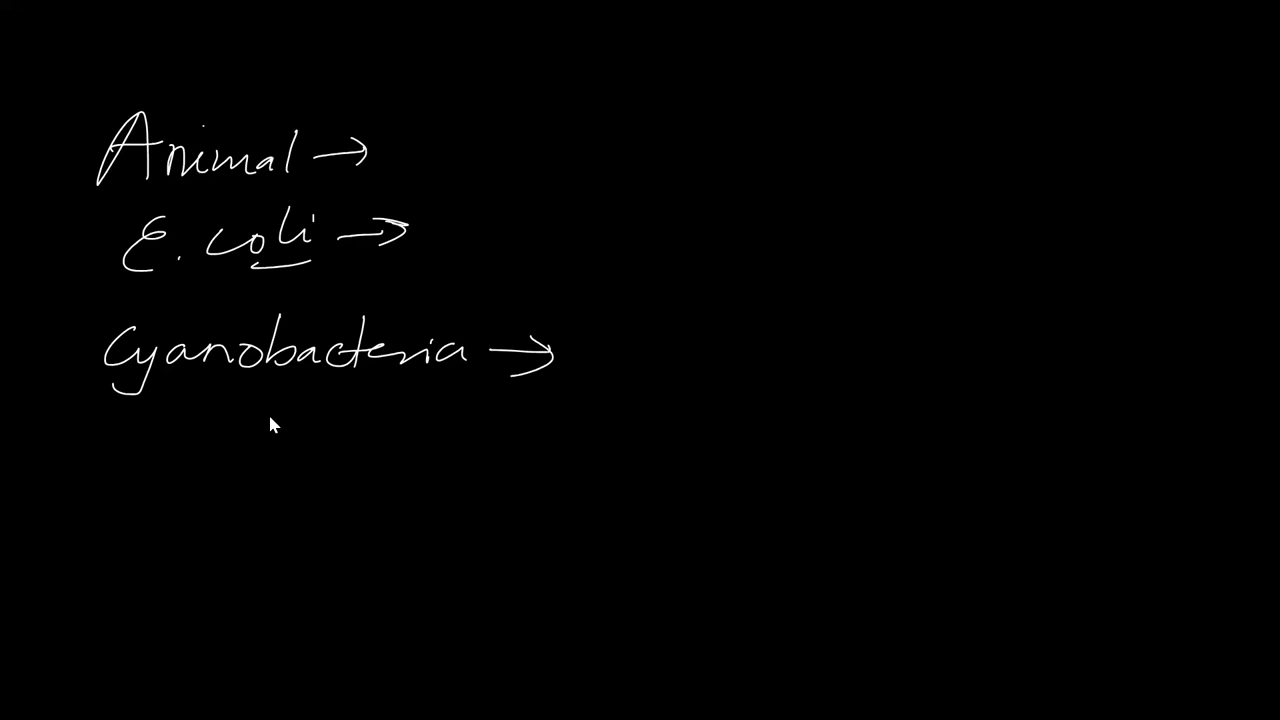 Animal →
E. coli →
Cyanobacteria →